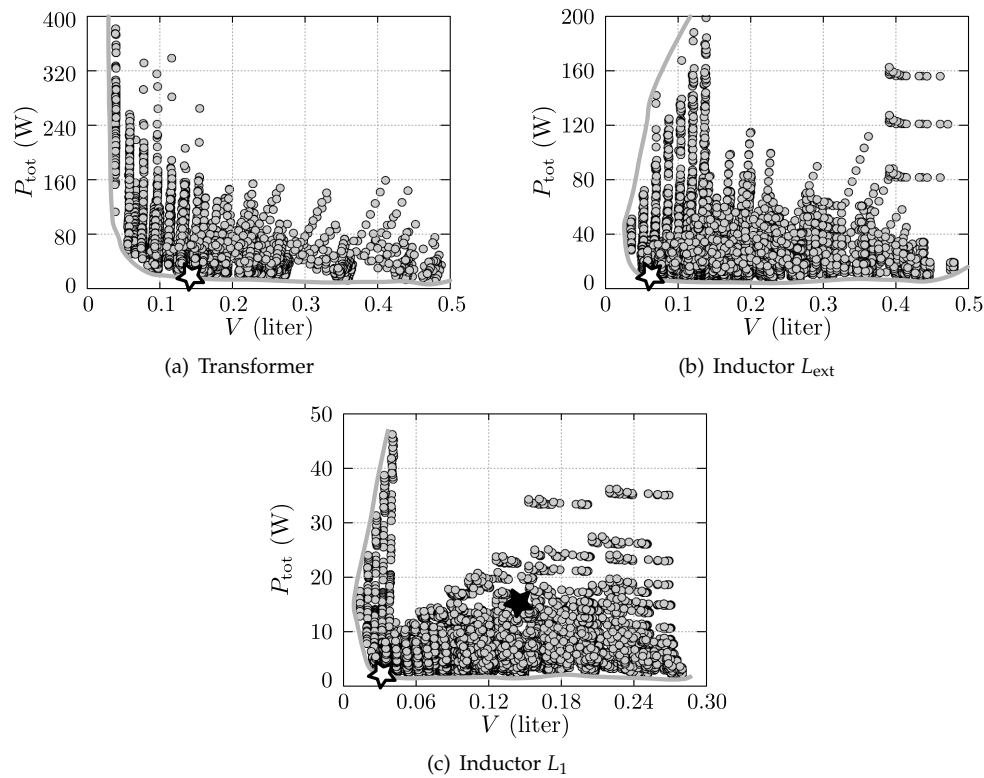 400
320
240
160
80
0
P_tot (W)
0 0.1 0.2 0.3 0.4 0.5
V (liter)
(a) Transformer
200
160
120
80
40
0
P_tot (W)
0 0.1 0.2 0.3 0.4 0.5
V (liter)
(b) Inductor L_ext
50
40
30
20
10
0
P_tot (W)
0 0.06 0.12 0.18 0.24 0.30
V (liter)
(c) Inductor L_1